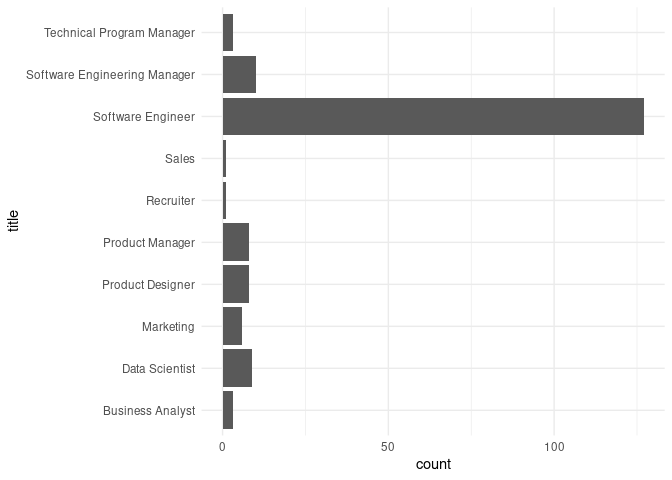 Technical Program Manager
Software Engineering Manager
Software Engineer
Sales
Recruiter
Product Manager
Product Designer
Marketing
Data Scientist
Business Analyst
title
0 50 100
count